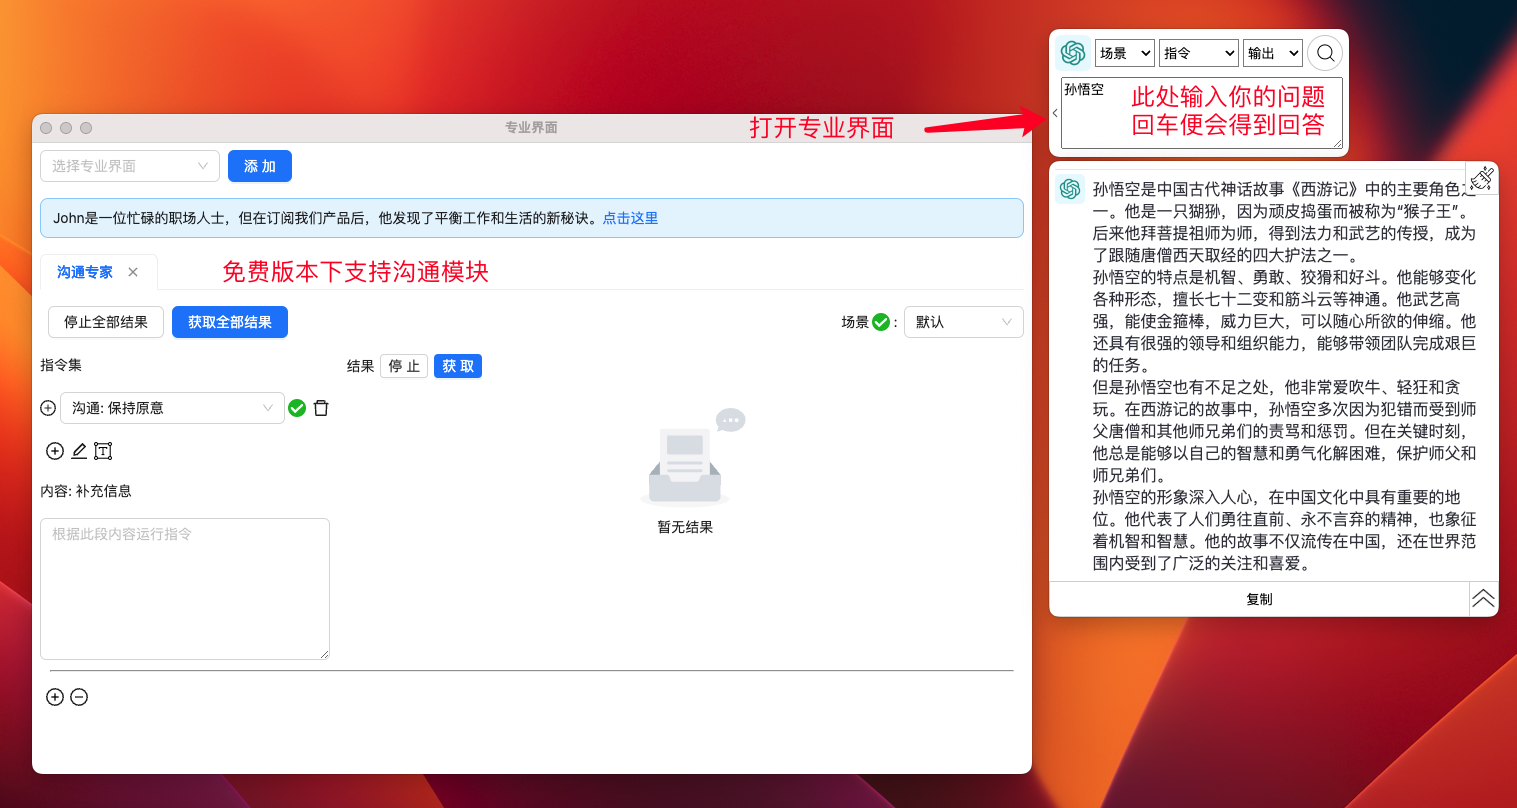 场景 指令 输出
孙悟空
此处输入你的问题
回车便会得到回答
打开专业界面
专业界面
选择专业界面 添加
John是一位忙碌的职场人士，但在订阅我们产品后，他发现了平衡工作和生活的新秘诀。点击这里
沟通专家
免费版本下支持沟通模块
停止全部结果 获取全部结果 场景 : 默认
指令集 结果 停止 获取
沟通: 保持原意
T
内容: 补充信息
根据此段内容运行指令
暂无结果
孙悟空是中国古代神话故事《西游记》中的主要角色之
一。他是一只猢狲，因为顽皮捣蛋而被称为“猴子王”。
后来他拜菩提祖师为师，得到法力和武艺的传授，成为
了跟随唐僧西天取经的四大护法之一。
孙悟空的特点是机智、勇敢、狡猾和好斗。他能够变化
各种形态，擅长七十二变和筋斗云等神通。他武艺高
强，能使金箍棒，威力巨大，可以随心所欲的伸缩。他
还具有很强的领导和组织能力，能够带领团队完成艰巨
的任务。
但是孙悟空也有不足之处，他非常爱吹牛、轻狂和贪
玩。在西游记的故事中，孙悟空多次因为犯错而受到师
父唐僧和其他师兄弟们的责骂和惩罚。但在关键时刻，
他总是能够以自己的智慧和勇气化解困难，保护师父和
师兄弟们。
孙悟空的形象深入人心，在中国文化中具有重要的地
位。他代表了人们勇往直前、永不言弃的精神，也象征
着机智和智慧。他的故事不仅流传在中国，还在世界范
围内受到了广泛的关注和喜爱。
复制